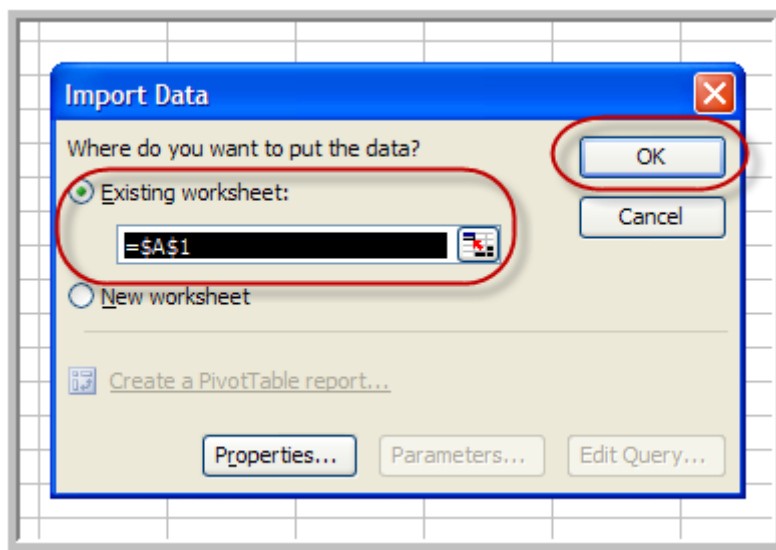 Import Data
Where do you want to put the data?
OK
Existing worksheet:
Cancel
=$A$1
New worksheet
Create a PivotTable report...
Properties...
Parameters...
Edit Query...